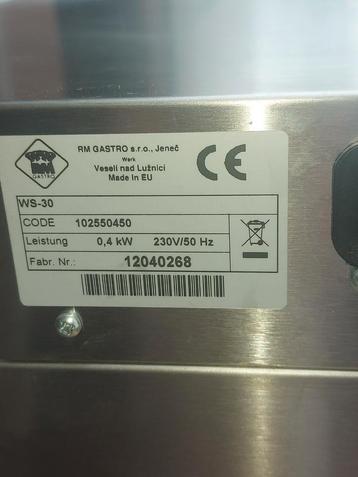 RM GASTRO s.r.o., Jeneč
Werk
Veselí nad Lužnicí
Made in EU
GASTRO
CE
WS-30
CODE 102550450
Leistung 0,4 kW 230V/50 Hz
Fabr. Nr.: 12040268